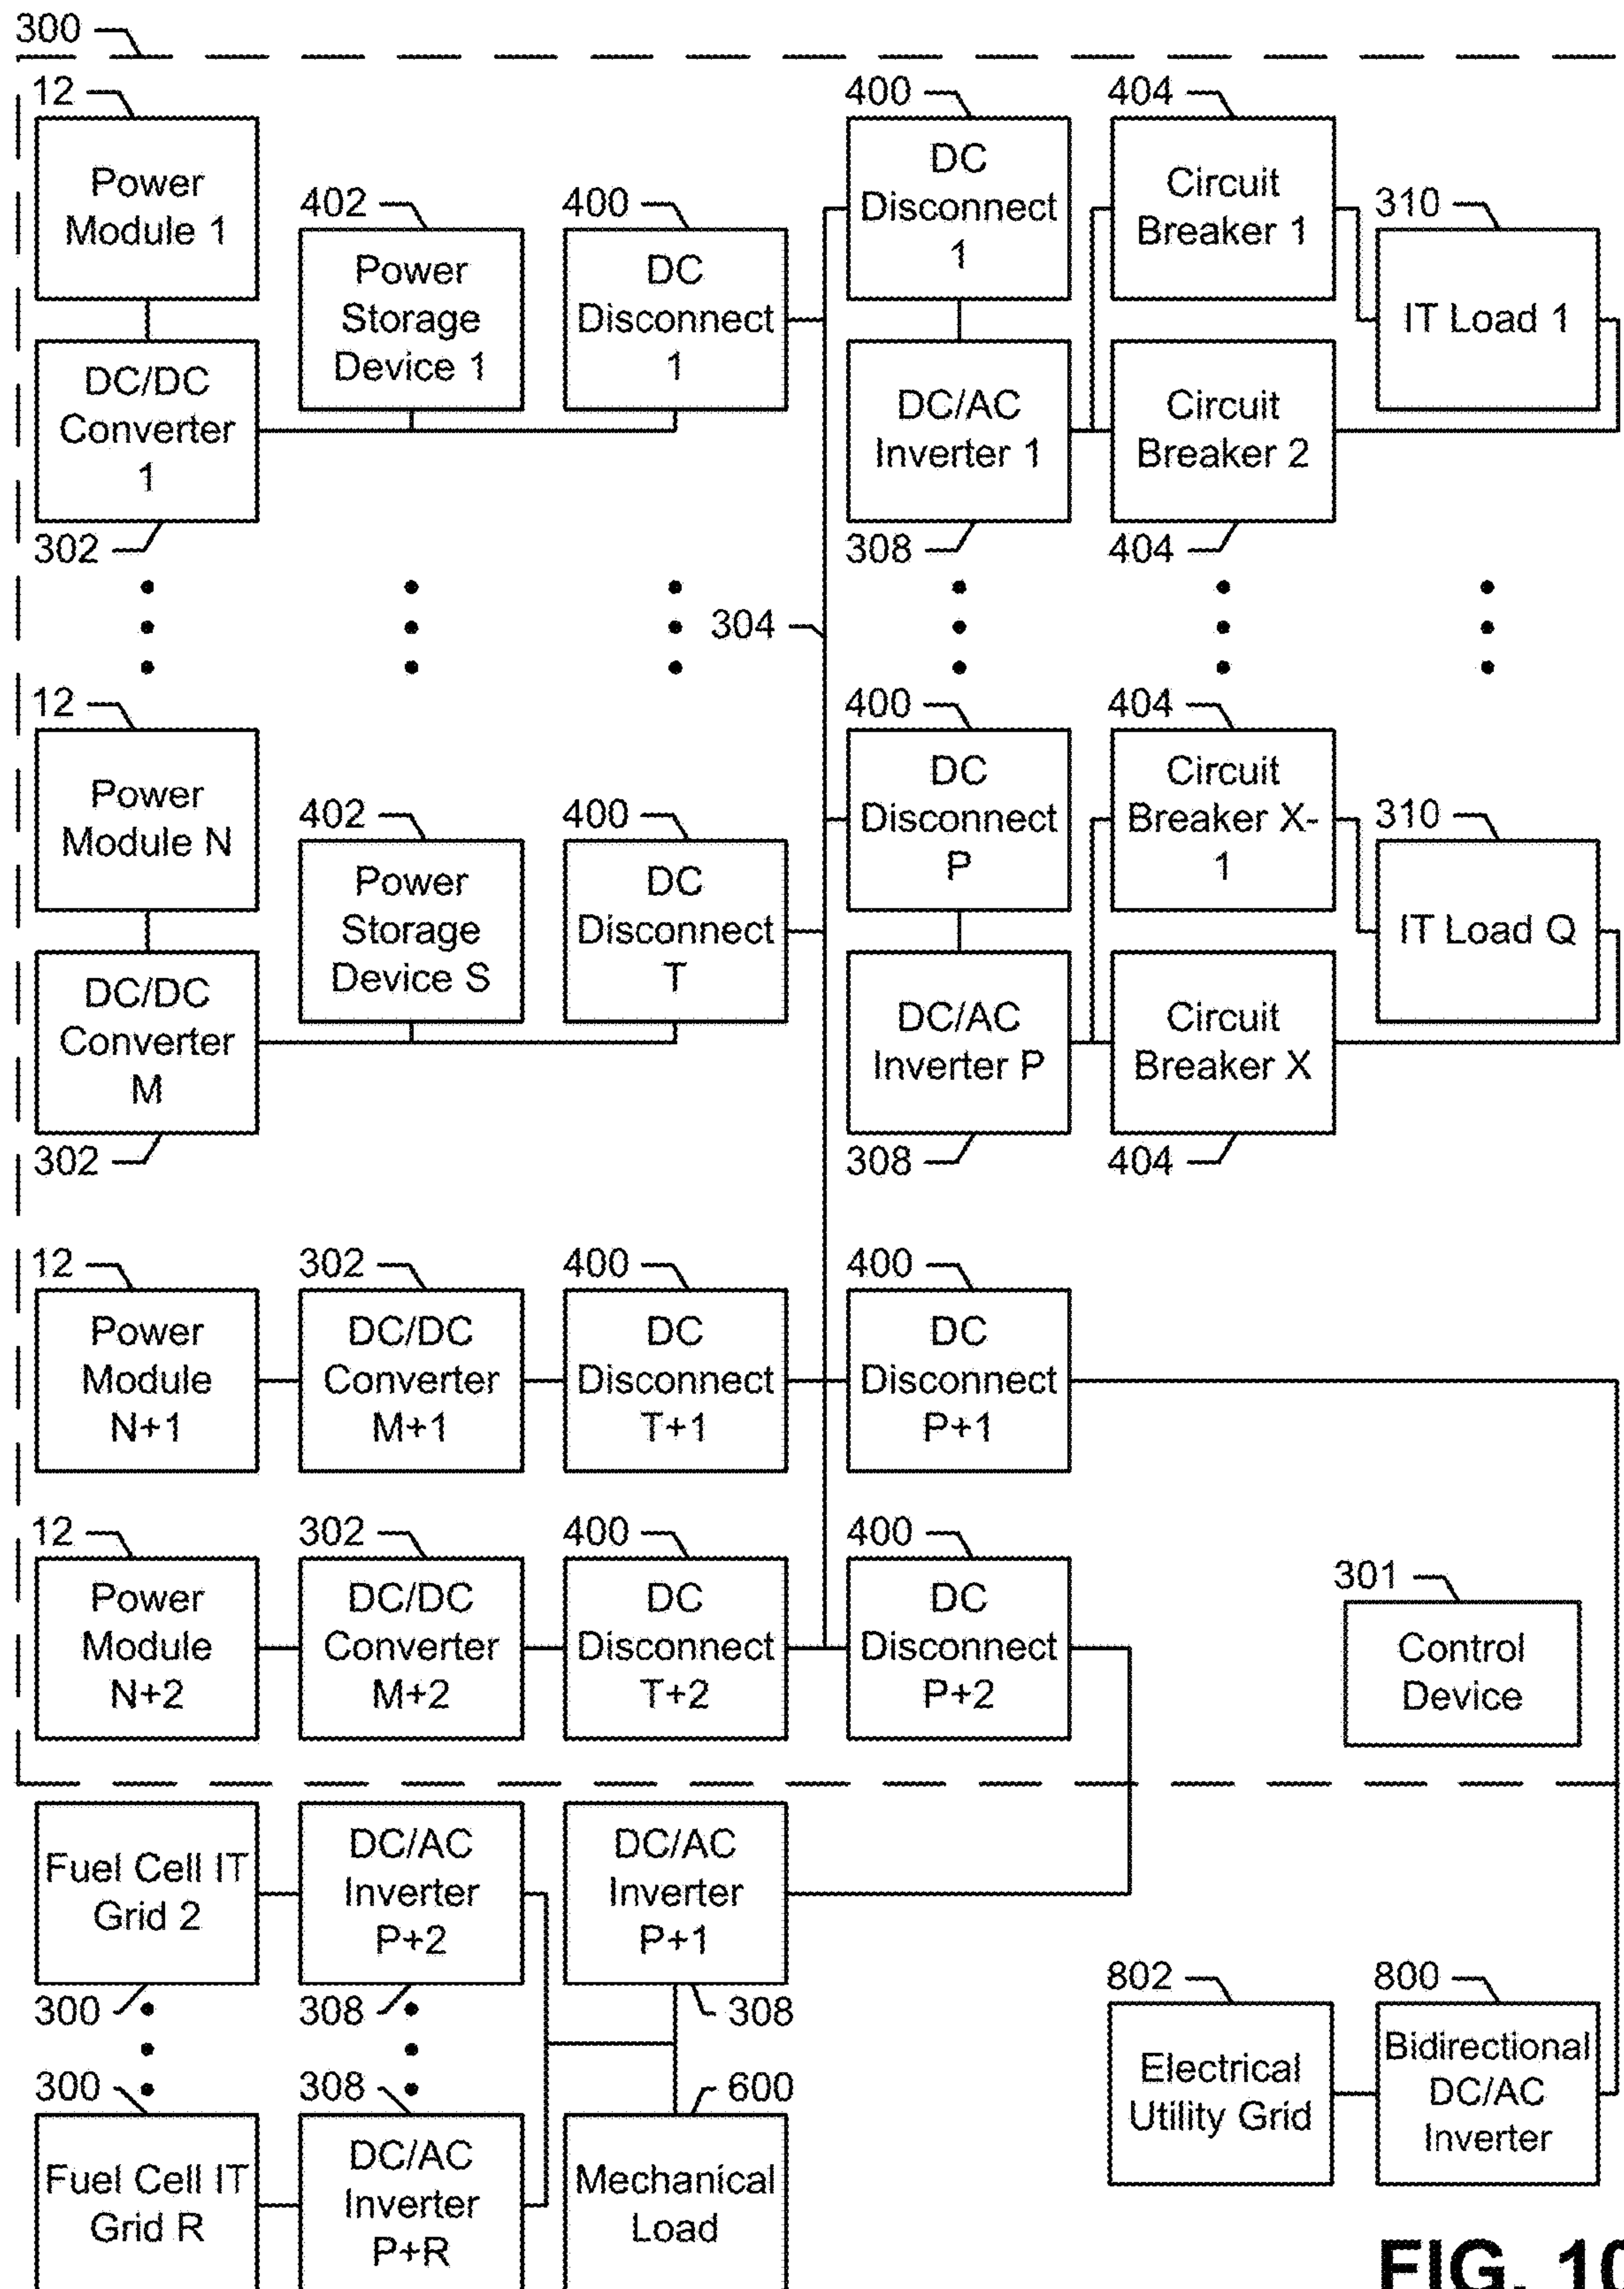 300
12
Power
Module 1
DC/DC
Converter
1
302
402
Power
Storage
Device 1
400
DC
Disconnect
1
400
DC
Disconnect
1
DC/AC
Inverter 1
308
404
Circuit
Breaker 1
Circuit
Breaker 2
404
310
IT Load 1
304
12
Power
Module N
DC/DC
Converter
M
302
402
Power
Storage
Device S
400
DC
Disconnect
T
400
DC
Disconnect
P
DC/AC
Inverter P
308
404
Circuit
Breaker X-
1
Circuit
Breaker X
404
310
IT Load Q
12
Power
Module
N+1
302
DC/DC
Converter
M+1
400
DC
Disconnect
T+1
400
DC
Disconnect
P+1
12
Power
Module
N+2
302
DC/DC
Converter
M+2
400
DC
Disconnect
T+2
400
DC
Disconnect
P+2
301
Control
Device
Fuel Cell IT
Grid 2
300
DC/AC
Inverter
P+2
308
DC/AC
Inverter
P+1
308
300
Fuel Cell IT
Grid R
308
DC/AC
Inverter
P+R
600
Mechanical
Load
802
Electrical
Utility Grid
800
Bidirectional
DC/AC
Inverter
FIG. 10